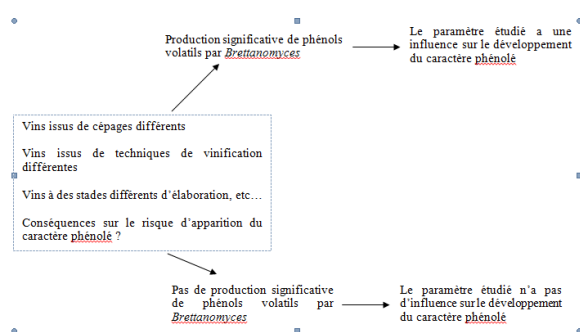 Production significative de phénols
volatils par Brettanomyces
Le paramètre étudié a une
influence sur le développement
du caractère phénolé
Vins issus de cépages différents
Vins issus de techniques de vinification
différentes
Vins à des stades différents d'élaboration, etc…
Conséquences sur le risque d'apparition du
caractère phénolé ?
Pas de production significative
de phénols volatils par
Brettanomyces
Le paramètre étudié n'a pas
d'influence sur le développement
du caractère phénolé